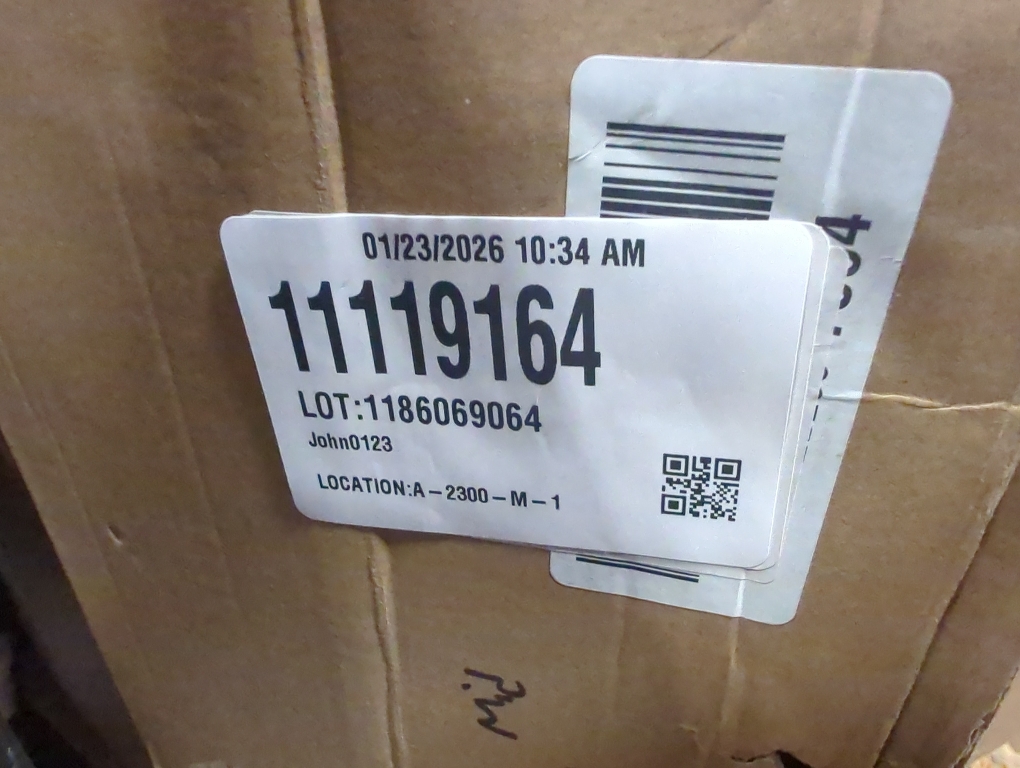 01/23/2026 10:34 AM
11119164
LOT:1186069064
John0123
LOCATION:A-2300-M-1